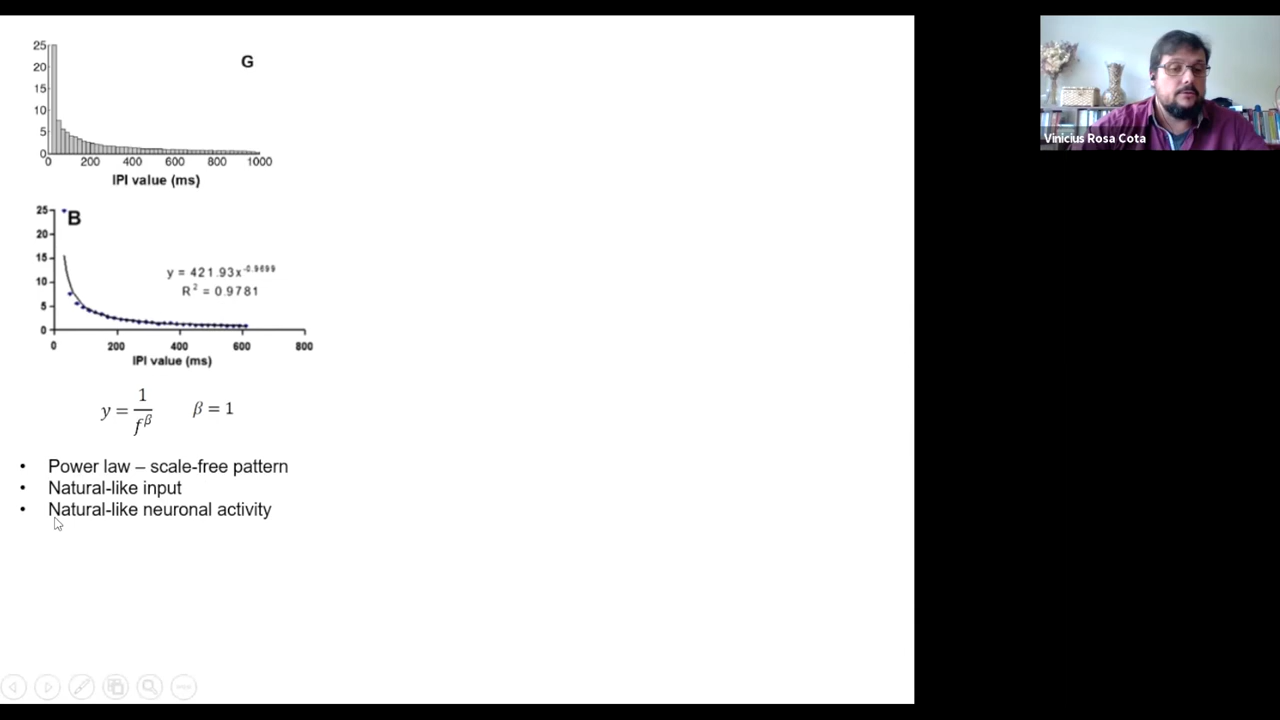 25
20
15
10
5
0
G
0 200 400 600 800 1000
IPI value (ms)
25
20
15
10
5
0
B
y = 421.93x^-0.9699
R² = 0.9781
0 200 400 600 800
IPI value (ms)
y = 1/f^β β = 1
• Power law – scale-free pattern
• Natural-like input
• Natural-like neuronal activity
Vinicius Rosa Cota